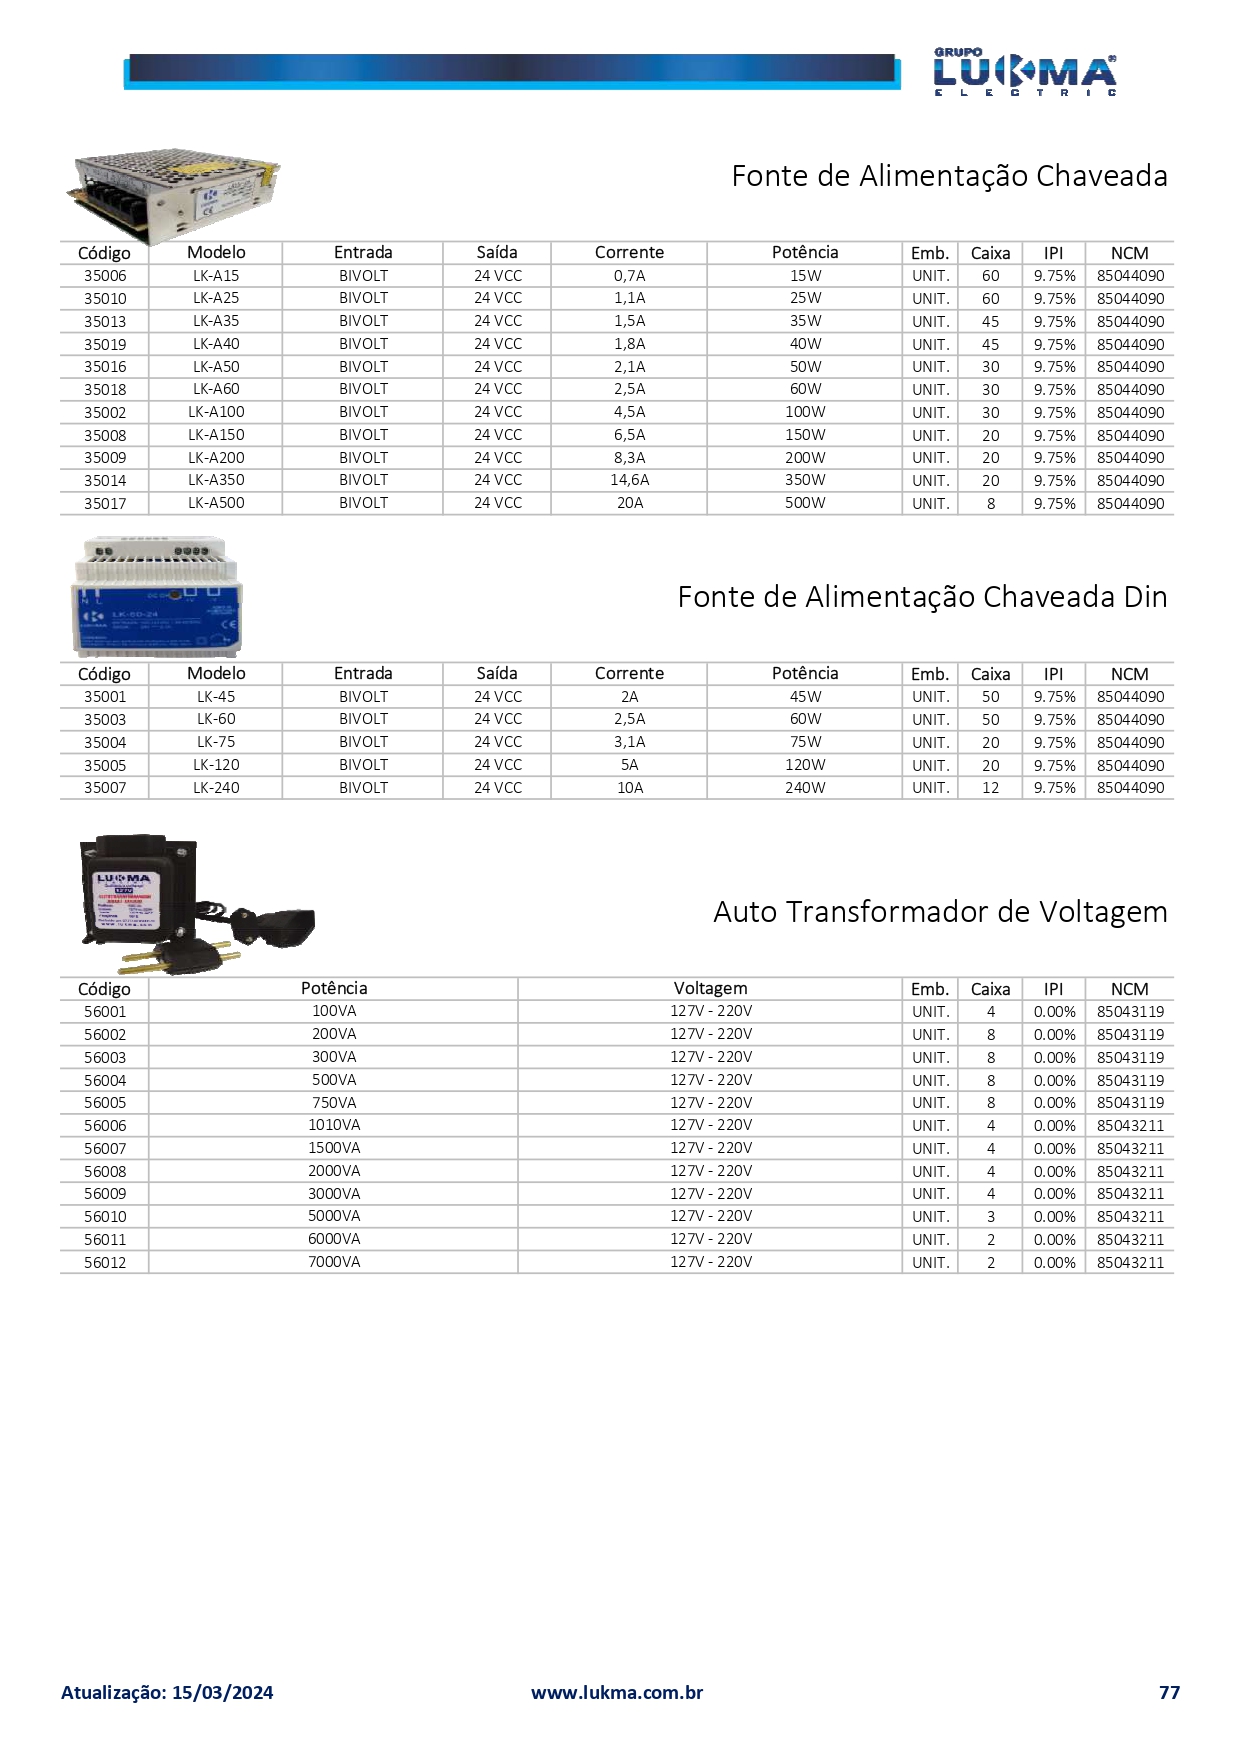 GRUPO
LUKMA
ELECTRIC
Fonte de Alimentação Chaveada
Código Modelo Entrada Saída Corrente Potência Emb. Caixa IPI NCM
35006 LK-A15 BIVOLT 24 VCC 0,7A 15W UNIT. 60 9.75% 85044090
35010 LK-A25 BIVOLT 24 VCC 1,1A 25W UNIT. 60 9.75% 85044090
35013 LK-A35 BIVOLT 24 VCC 1,5A 35W UNIT. 45 9.75% 85044090
35019 LK-A40 BIVOLT 24 VCC 1,8A 40W UNIT. 45 9.75% 85044090
35016 LK-A50 BIVOLT 24 VCC 2,1A 50W UNIT. 30 9.75% 85044090
35018 LK-A60 BIVOLT 24 VCC 2,5A 60W UNIT. 30 9.75% 85044090
35002 LK-A100 BIVOLT 24 VCC 4,5A 100W UNIT. 30 9.75% 85044090
35008 LK-A150 BIVOLT 24 VCC 6,5A 150W UNIT. 20 9.75% 85044090
35009 LK-A200 BIVOLT 24 VCC 8,3A 200W UNIT. 20 9.75% 85044090
35014 LK-A350 BIVOLT 24 VCC 14,6A 350W UNIT. 20 9.75% 85044090
35017 LK-A500 BIVOLT 24 VCC 20A 500W UNIT. 8 9.75% 85044090
N L
LK-60-24
Fonte de Alimentação Chaveada Din
Código Modelo Entrada Saída Corrente Potência Emb. Caixa IPI NCM
35001 LK-45 BIVOLT 24 VCC 2A 45W UNIT. 50 9.75% 85044090
35003 LK-60 BIVOLT 24 VCC 2,5A 60W UNIT. 50 9.75% 85044090
35004 LK-75 BIVOLT 24 VCC 3,1A 75W UNIT. 20 9.75% 85044090
35005 LK-120 BIVOLT 24 VCC 5A 120W UNIT. 20 9.75% 85044090
35007 LK-240 BIVOLT 24 VCC 10A 240W UNIT. 12 9.75% 85044090
LUKMA
127V
Auto Transformador de Voltagem
Código Potência Voltagem Emb. Caixa IPI NCM
56001 100VA 127V - 220V UNIT. 4 0.00% 85043119
56002 200VA 127V - 220V UNIT. 8 0.00% 85043119
56003 300VA 127V - 220V UNIT. 8 0.00% 85043119
56004 500VA 127V - 220V UNIT. 8 0.00% 85043119
56005 750VA 127V - 220V UNIT. 8 0.00% 85043119
56006 1010VA 127V - 220V UNIT. 4 0.00% 85043211
56007 1500VA 127V - 220V UNIT. 4 0.00% 85043211
56008 2000VA 127V - 220V UNIT. 4 0.00% 85043211
56009 3000VA 127V - 220V UNIT. 4 0.00% 85043211
56010 5000VA 127V - 220V UNIT. 3 0.00% 85043211
56011 6000VA 127V - 220V UNIT. 2 0.00% 85043211
56012 7000VA 127V - 220V UNIT. 2 0.00% 85043211
Atualização: 15/03/2024 www.lukma.com.br 77